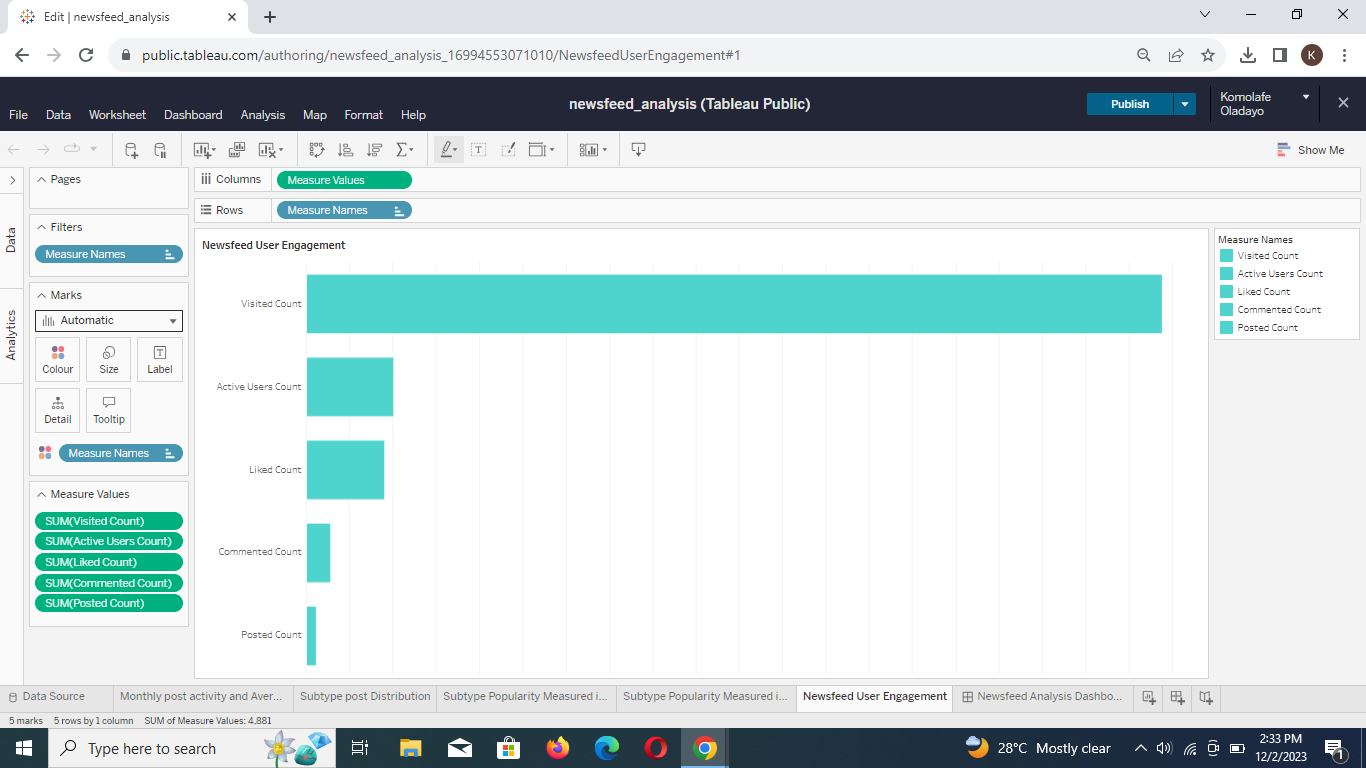 Edit | newsfeed_analysis
public.tableau.com/authoring/newsfeed_analysis_16994553071010/NewsfeedUserEngagement#1
K
newsfeed_analysis (Tableau Public)
Publish
Komolafe
Oladayo
File Data Worksheet Dashboard Analysis Map Format Help
Show Me
Pages
Columns
Measure Values
Rows
Measure Names
Data
Analytics
Filters
Measure Names
Marks
Automatic
Colour Size Label
Detail Tooltip
Measure Names
Measure Values
SUM(Visited Count)
SUM(Active Users Count)
SUM(Liked Count)
SUM(Commented Count)
SUM(Posted Count)
Newsfeed User Engagement
Visited Count
Active Users Count
Liked Count
Commented Count
Posted Count
Measure Names
Visited Count
Active Users Count
Liked Count
Commented Count
Posted Count
Data Source Monthly post activity and Aver... Subtype post Distribution Subtype Popularity Measured i... Subtype Popularity Measured i... Newsfeed User Engagement Newsfeed Analysis Dashbo...
5 marks 5 rows by 1 column SUM of Measure Values: 4,881
Type here to search
28°C Mostly clear
2:33 PM
12/2/2023
1